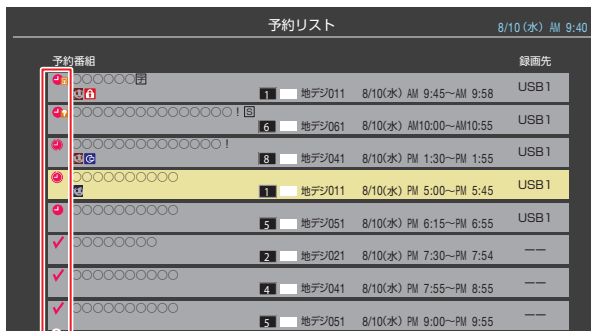 予約リスト
8/10(水) AM 9:40
予約番組 録画先
○○○○○○字
1 地デジ011 8/10(水) AM 9:45~AM 9:58 USB1
○○○○○○○○○○○○○○○！S
6 地デジ061 8/10(水) AM10:00~AM10:55 USB1
○○○○○○○○○○○○○○！
8 地デジ041 8/10(水) PM 1:30~PM 1:55 USB1
○○○○○○○○○○
1 地デジ011 8/10(水) PM 5:00~PM 5:45 USB1
○○○○○○○○○○
5 地デジ051 8/10(水) PM 6:15~PM 6:55 USB1
○○○○○○○○
2 地デジ021 8/10(水) PM 7:30~PM 7:54 ーー
○○○○○○○○○○
4 地デジ041 8/10(水) PM 7:55~PM 8:55 ーー
○○○○○○○○○○
5 地デジ051 8/10(水) PM 9:00~PM 9:55 ーー